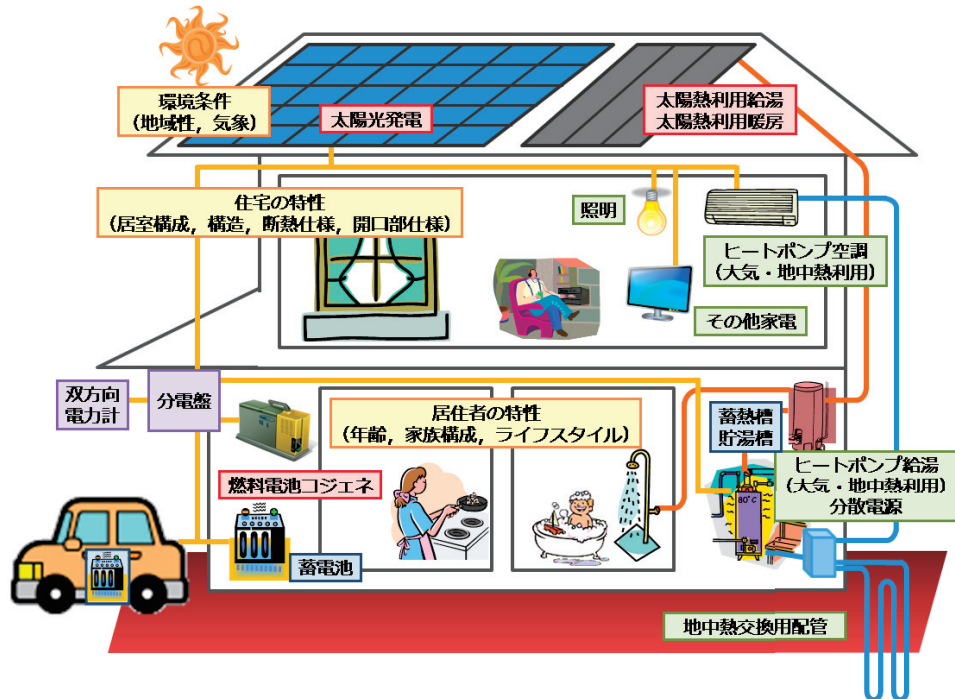 環境条件
（地域性，気象）
太陽光発電
太陽熱利用給湯
太陽熱利用暖房
住宅の特性
（居室構成，構造，断熱仕様，開口部仕様）
照明
ヒートポンプ空調
（大気・地中熱利用）
その他家電
双方向
電力計
分電盤
居住者の特性
（年齢，家族構成，ライフスタイル）
蓄熱槽
貯湯槽
燃料電池コジェネ
80℃
ヒートポンプ給湯
（大気・地中熱利用）
分散電源
蓄電池
地中熱交換用配管